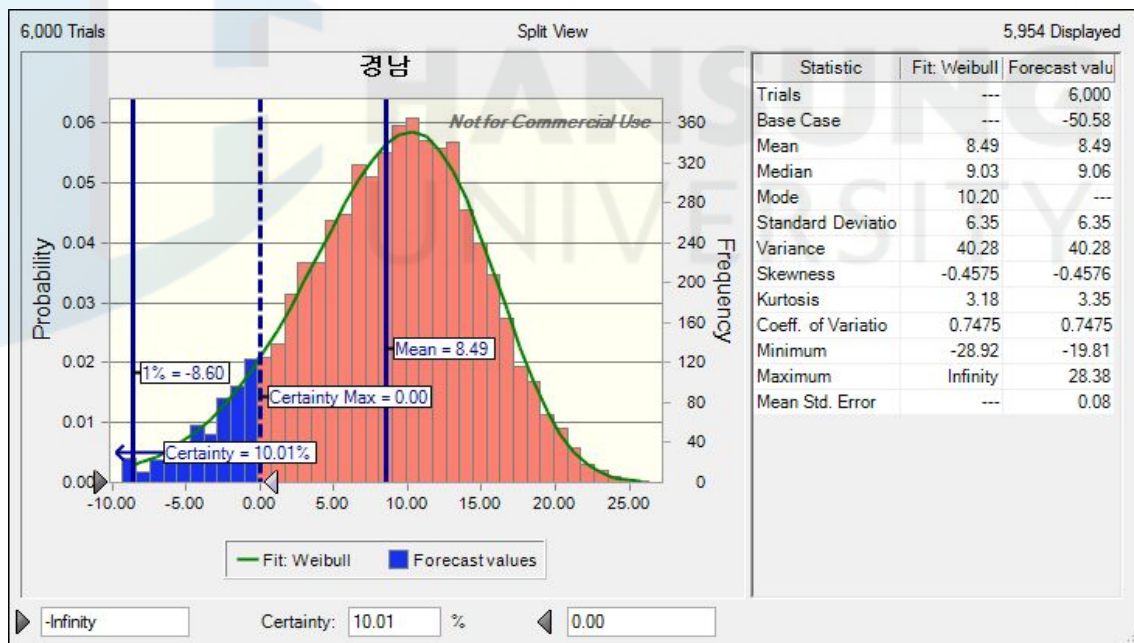 6,000 Trials Split View 5,954 Displayed
HANSUNG
UNIVERSITY
경남
Not for Commercial Use
Probability
0.06
0.05
0.04
0.03
0.02
0.01
0.00
Frequency
360
320
280
240
200
160
120
80
40
0
1% = -8.60
Mean = 8.49
Certainty Max = 0.00
Certainty = 10.01%
-10.00 -5.00 0.00 5.00 10.00 15.00 20.00 25.00
Fit: Weibull Forecast values
Statistic Fit: Weibull Forecast valu
Trials --- 6,000
Base Case --- -50.58
Mean 8.49 8.49
Median 9.03 9.06
Mode 10.20 ---
Standard Deviatio 6.35 6.35
Variance 40.28 40.28
Skewness -0.4575 -0.4576
Kurtosis 3.18 3.35
Coeff. of Variatio 0.7475 0.7475
Minimum -28.92 -19.81
Maximum Infinity 28.38
Mean Std. Error --- 0.08
-Infinity Certainty: 10.01 % 0.00